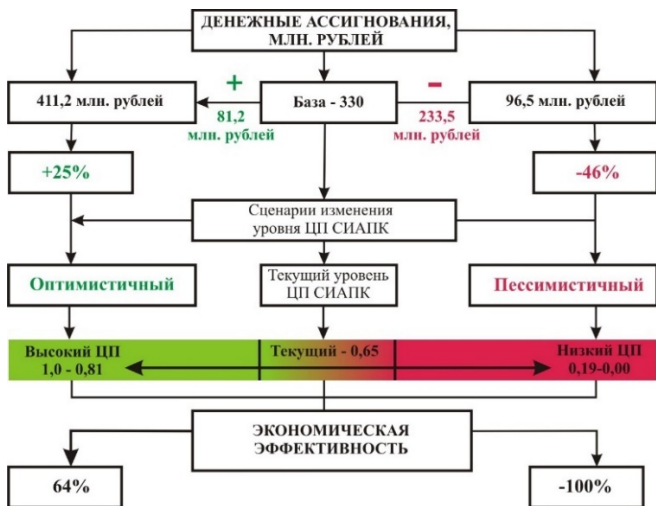 ДЕНЕЖНЫЕ АССИГНОВАНИЯ,
МЛН. РУБЛЕЙ
411,2 млн. рублей
+
81,2
млн. рублей
База - 330
–
233,5
млн. рублей
96,5 млн. рублей
+25%
-46%
Сценарии изменения
уровня ЦП СИАПК
Оптимистичный
Текущий уровень
ЦП СИАПК
Пессимистичный
Высокий ЦП
1,0 - 0,81
Текущий - 0,65
Низкий ЦП
0,19-0,00
ЭКОНОМИЧЕСКАЯ
ЭФФЕКТИВНОСТЬ
64%
-100%